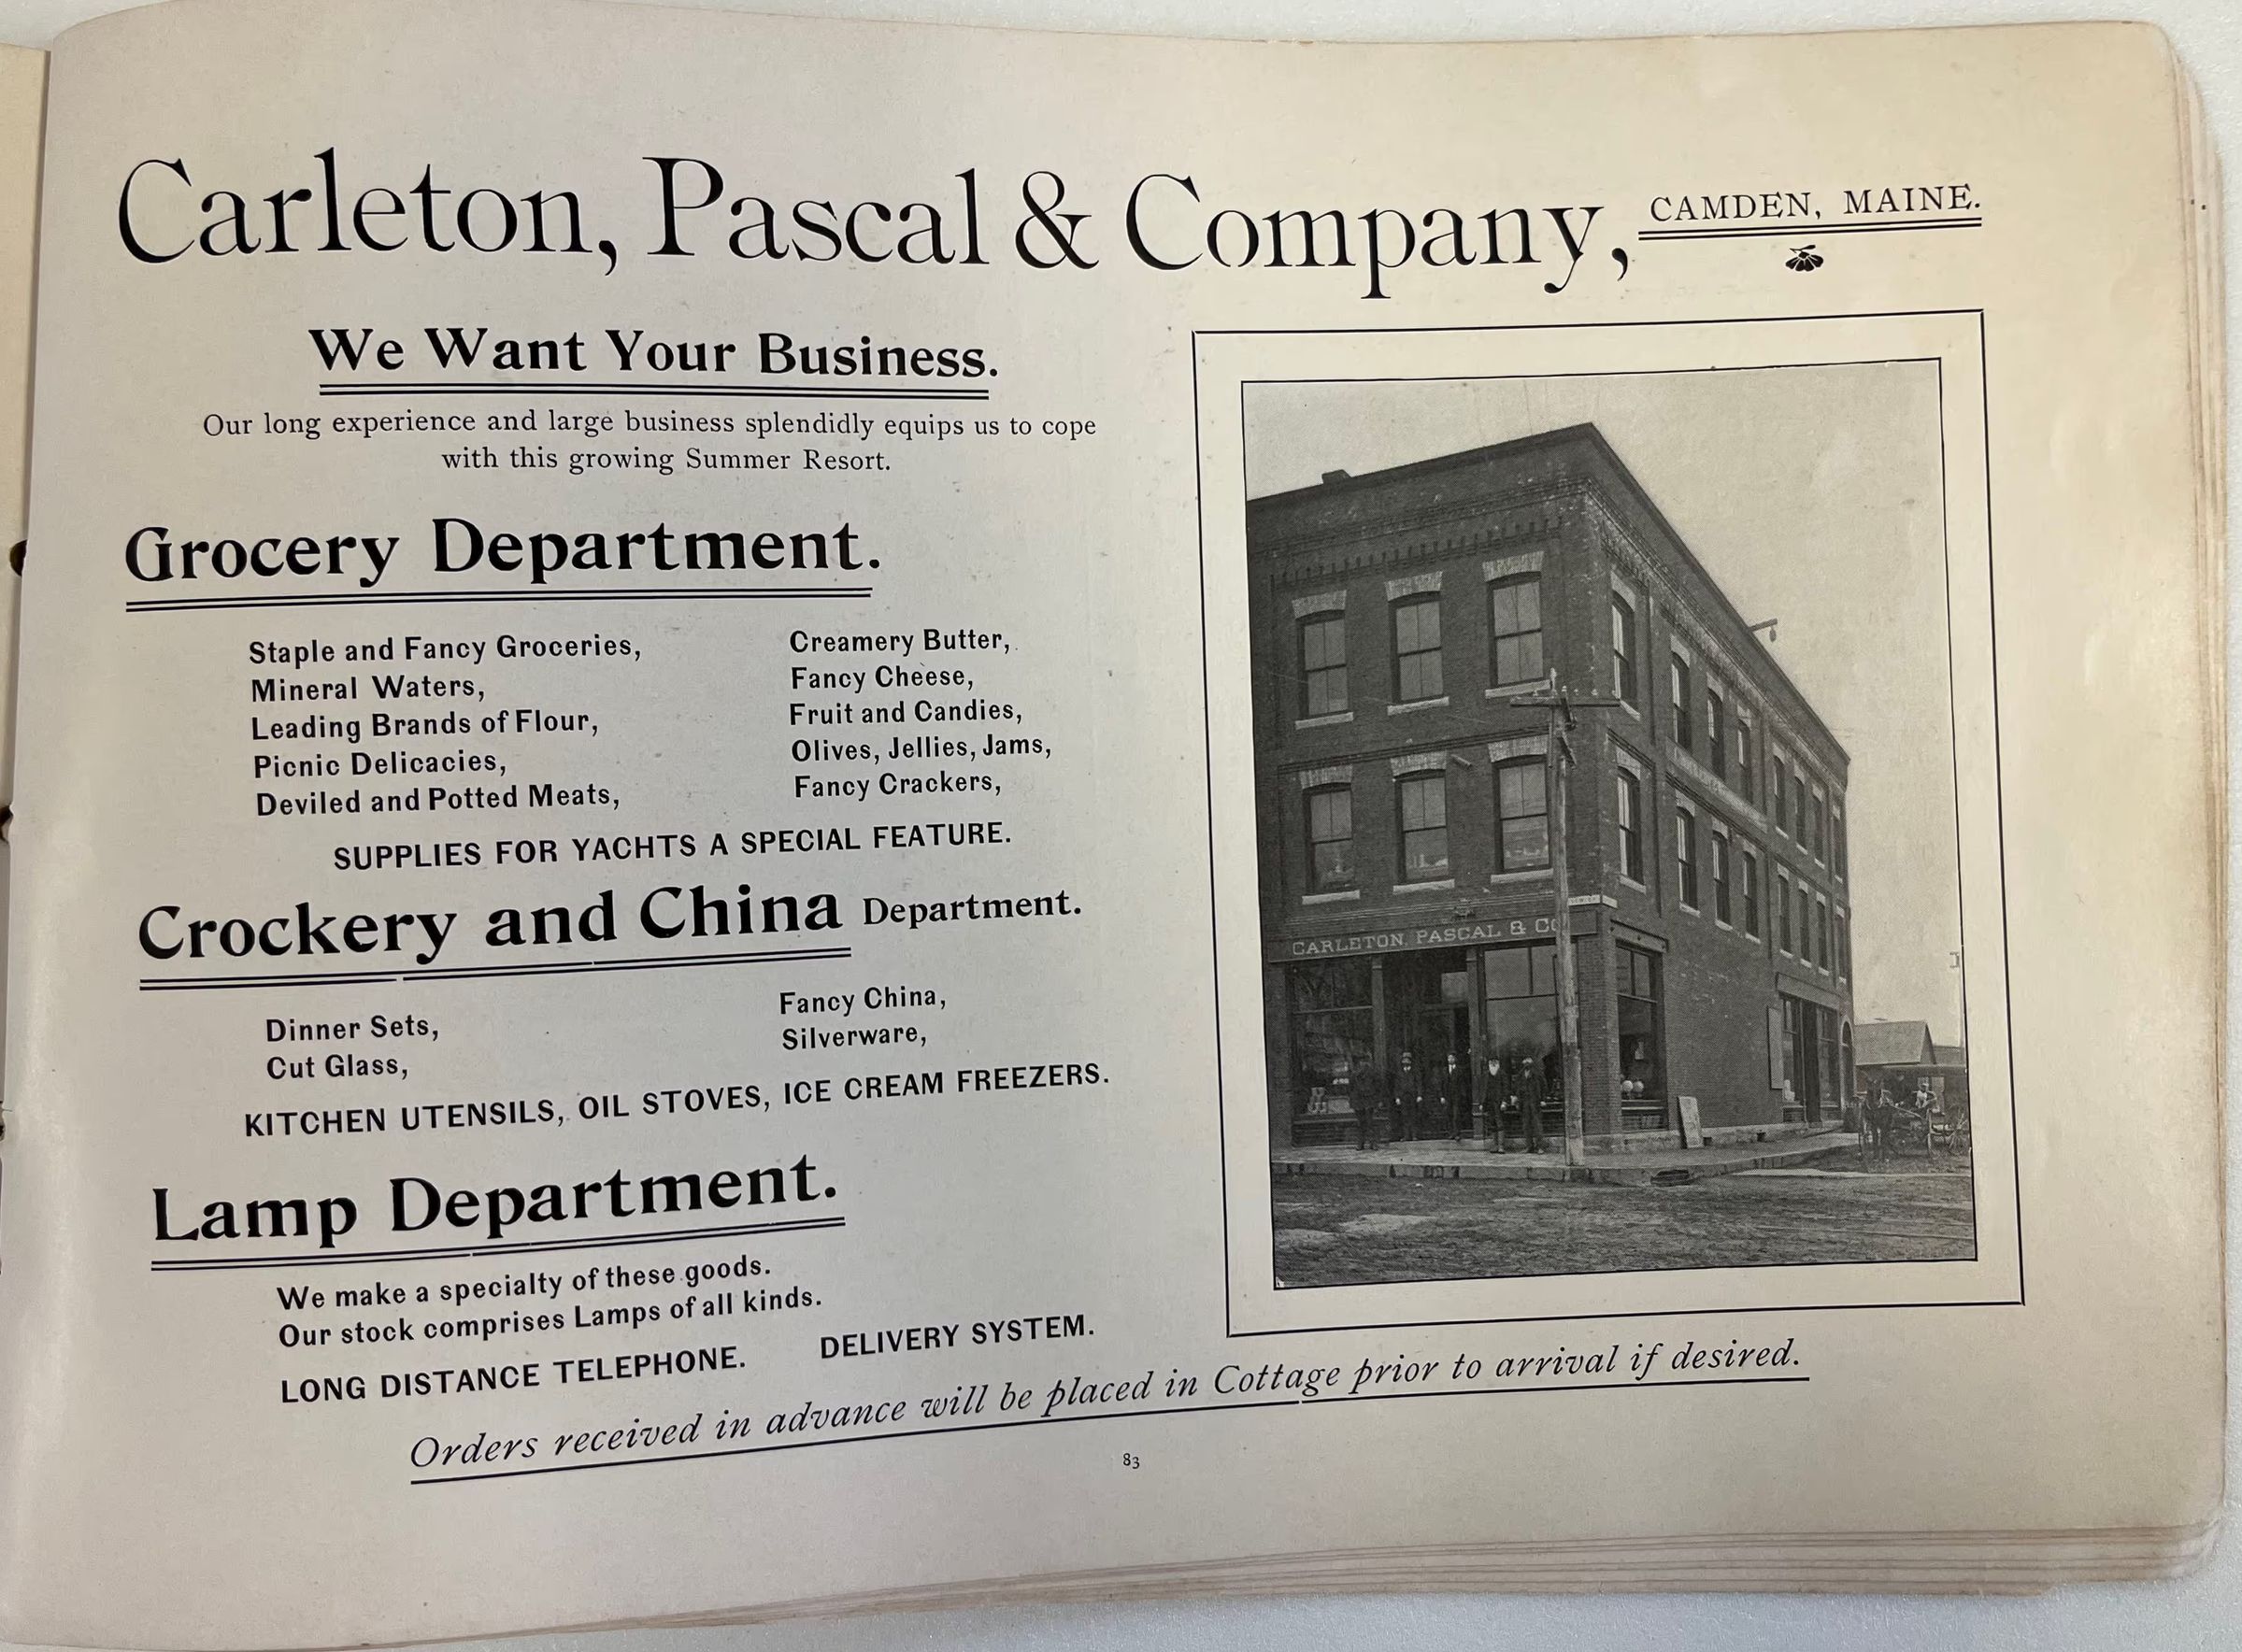 Carleton, Pascal & Company, CAMDEN, MAINE.
We Want Your Business.
Our long experience and large business splendidly equips us to cope
with this growing Summer Resort.
Grocery Department.
Staple and Fancy Groceries,
Mineral Waters,
Leading Brands of Flour,
Picnic Delicacies,
Deviled and Potted Meats,
Creamery Butter,
Fancy Cheese,
Fruit and Candies,
Olives, Jellies, Jams,
Fancy Crackers,
SUPPLIES FOR YACHTS A SPECIAL FEATURE.
Crockery and China Department.
Dinner Sets,
Cut Glass,
Fancy China,
Silverware,
KITCHEN UTENSILS, OIL STOVES, ICE CREAM FREEZERS.
Lamp Department.
We make a specialty of these goods.
Our stock comprises Lamps of all kinds.
LONG DISTANCE TELEPHONE. DELIVERY SYSTEM.
Orders received in advance will be placed in Cottage prior to arrival if desired.
CARLETON, PASCAL & CO
83